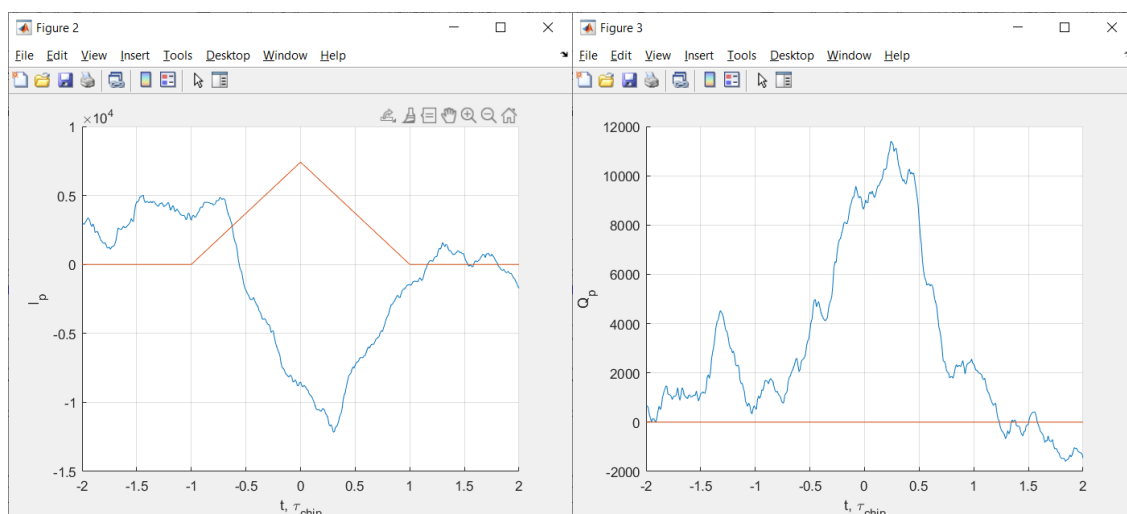 Figure 2
File Edit View Insert Tools Desktop Window Help
×10^4
1
0.5
0
-0.5
-1
-1.5
I_p
-2 -1.5 -1 -0.5 0 0.5 1 1.5 2
t, τ_chip
Figure 3
File Edit View Insert Tools Desktop Window Help
12000
10000
8000
6000
4000
2000
0
-2000
Q_p
-2 -1.5 -1 -0.5 0 0.5 1 1.5 2
t, τ_chip